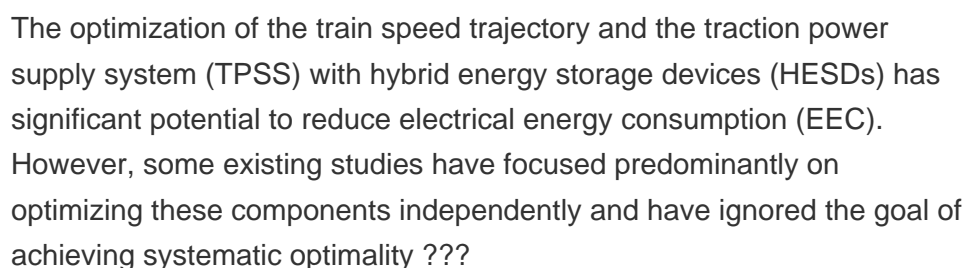 The optimization of the train speed trajectory and the traction power
supply system (TPSS) with hybrid energy storage devices (HESDs) has
significant potential to reduce electrical energy consumption (EEC).
However, some existing studies have focused predominantly on
optimizing these components independently and have ignored the goal of
achieving systematic optimality ???